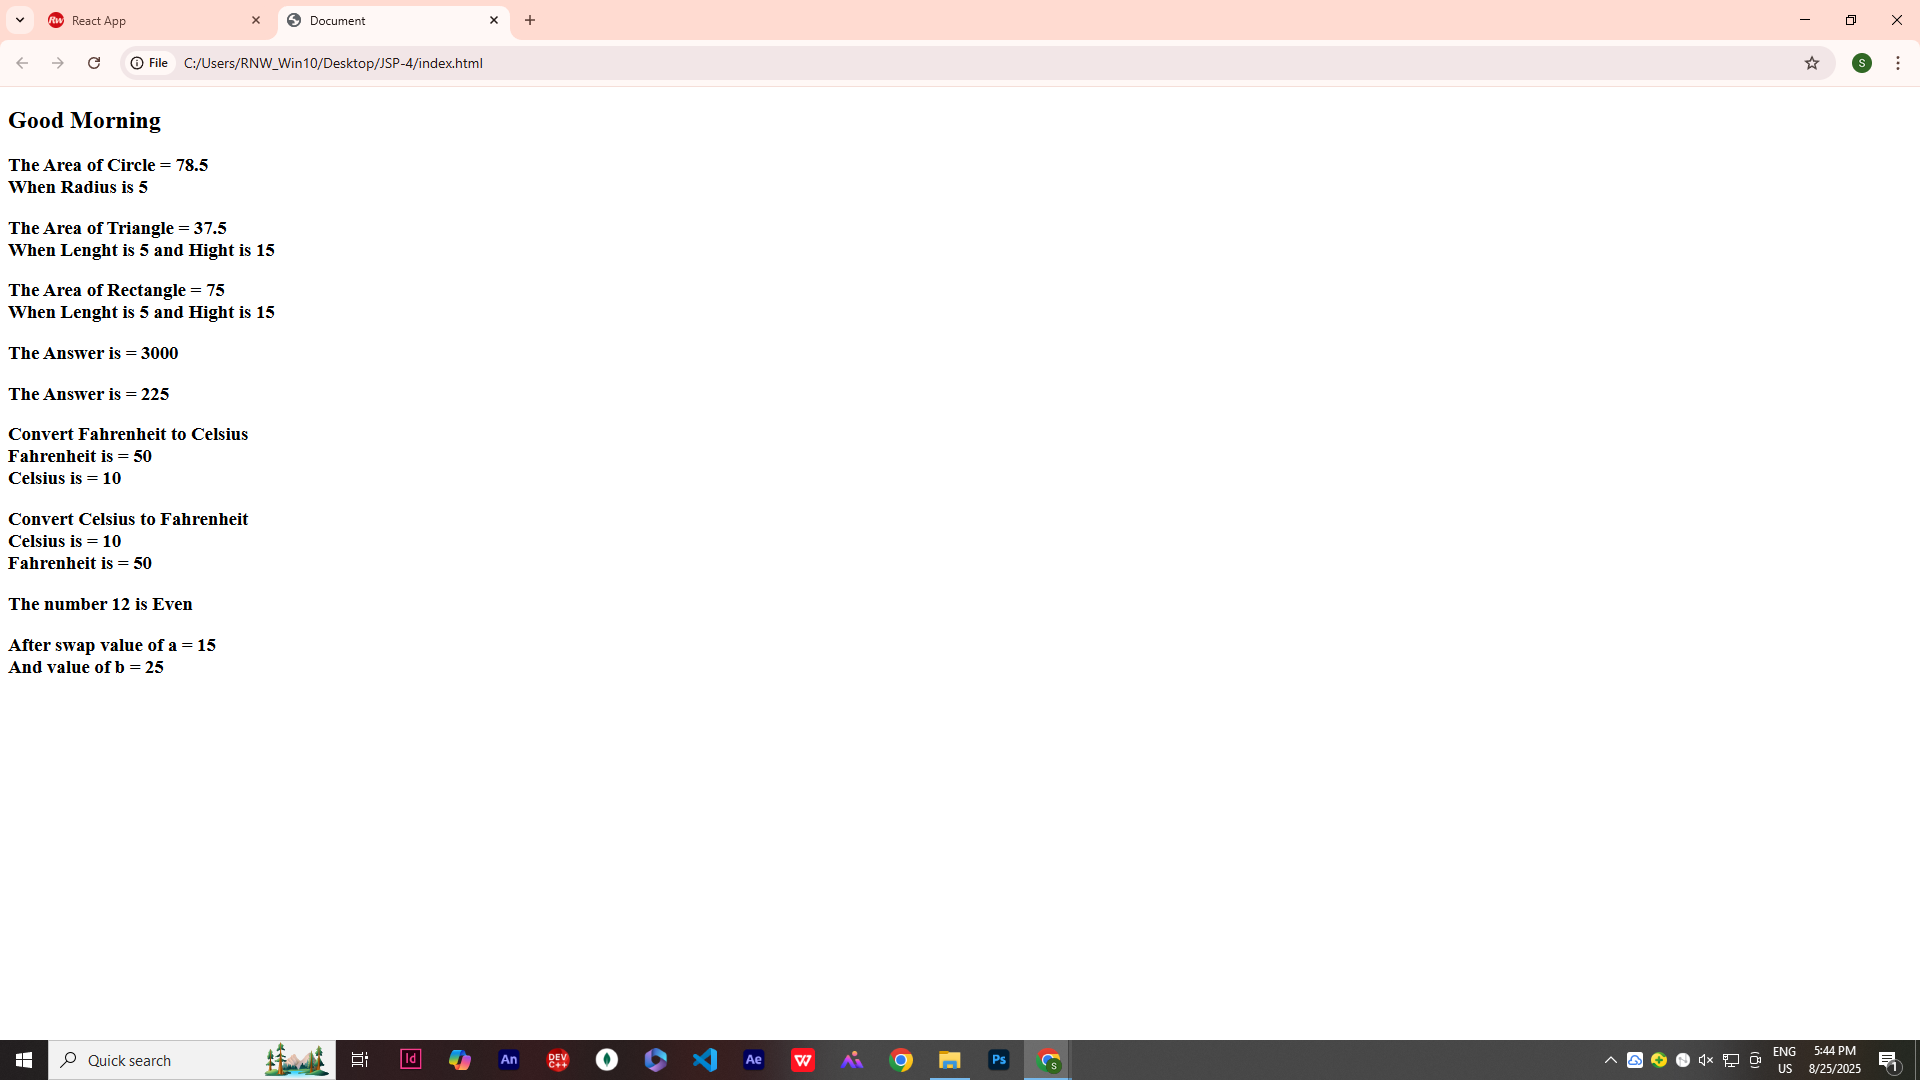 React App
Document
File
C:/Users/RNW_Win10/Desktop/JSP-4/index.html
S
Good Morning
The Area of Circle = 78.5
When Radius is 5
The Area of Triangle = 37.5
When Lenght is 5 and Hight is 15
The Area of Rectangle = 75
When Lenght is 5 and Hight is 15
The Answer is = 3000
The Answer is = 225
Convert Fahrenheit to Celsius
Fahrenheit is = 50
Celsius is = 10
Convert Celsius to Fahrenheit
Celsius is = 10
Fahrenheit is = 50
The number 12 is Even
After swap value of a = 15
And value of b = 25
Quick search
Id
An
DEV
C++
Ae
W
Ps
S
ENG
US
5:44 PM
8/25/2025
1